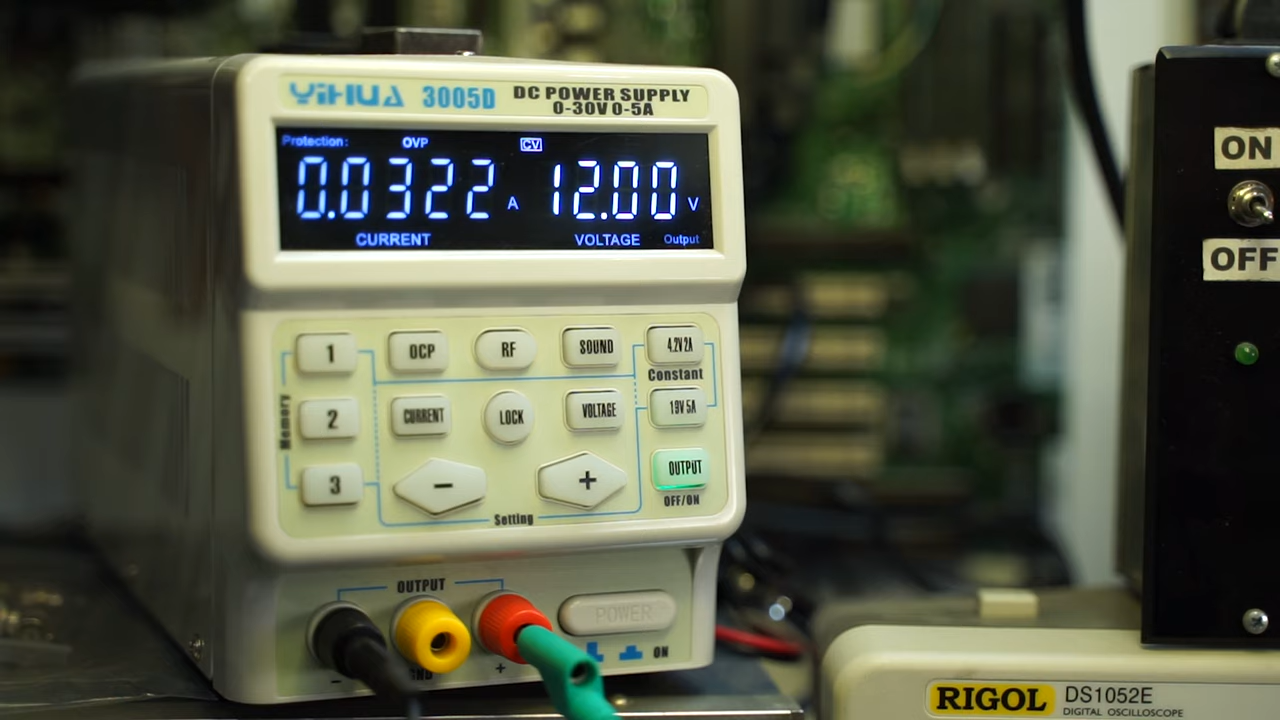 YIHUA 3005D DC POWER SUPPLY
0-30V 0-5A
Protection: OVP CV
0.0322 A 12.00 V
CURRENT VOLTAGE Output
1 OCP RF SOUND 4.2V 2A
Constant
2 CURRENT LOCK VOLTAGE 19V 5A
Memory
3 - + OUTPUT
OFF/ON
Setting
OUTPUT
POWER
- + ON
ON
OFF
RIGOL DS1052E
DIGITAL OSCILLOSCOPE